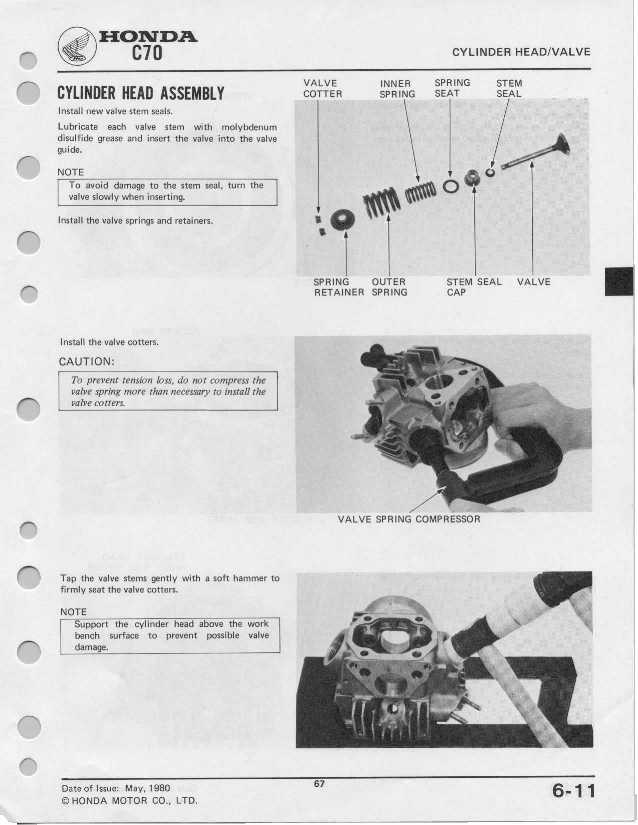 HONDA
C70
CYLINDER HEAD/VALVE
CYLINDER HEAD ASSEMBLY
Install new valve stem seals.
Lubricate each valve stem with molybdenum
disulfide grease and insert the valve into the valve
guide.
NOTE
To avoid damage to the stem seal, turn the
valve slowly when inserting.
Install the valve springs and retainers.
VALVE
COTTER
INNER
SPRING
SPRING
SEAT
STEM
SEAL
SPRING
RETAINER
OUTER
SPRING
STEM SEAL
CAP
VALVE
Install the valve cotters.
CAUTION:
To prevent tension loss, do not compress the
valve spring more than necessary to install the
valve cotters.
VALVE SPRING COMPRESSOR
Tap the valve stems gently with a soft hammer to
firmly seat the valve cotters.
NOTE
Support the cylinder head above the work
bench surface to prevent possible valve
damage.
Date of Issue: May, 1980
© HONDA MOTOR CO., LTD.
67
6-11